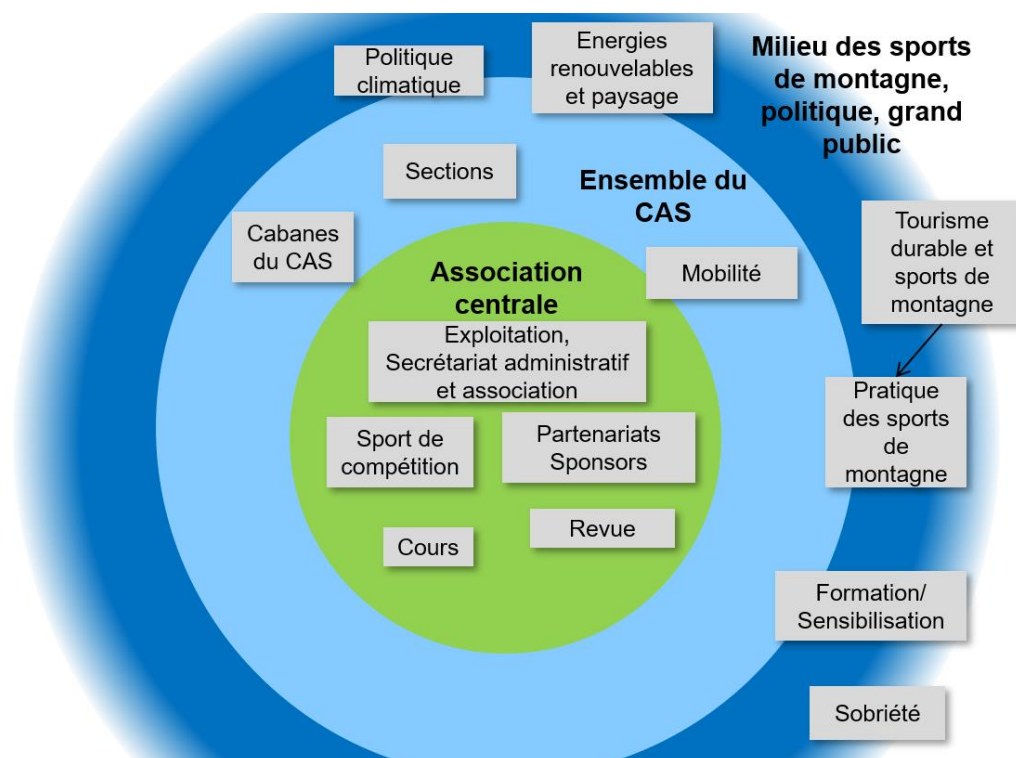 Politique
climatique
Energies
renouvelables
et paysage
Milieu des sports
de montagne,
politique, grand
public
Sections
Ensemble du
CAS
Cabanes
du CAS
Mobilité
Tourisme
durable et
sports de
montagne
Association
centrale
Exploitation,
Secrétariat administratif
et association
Pratique
des sports
de
montagne
Sport de
compétition
Partenariats
Sponsors
Cours
Revue
Formation/
Sensibilisation
Sobriété